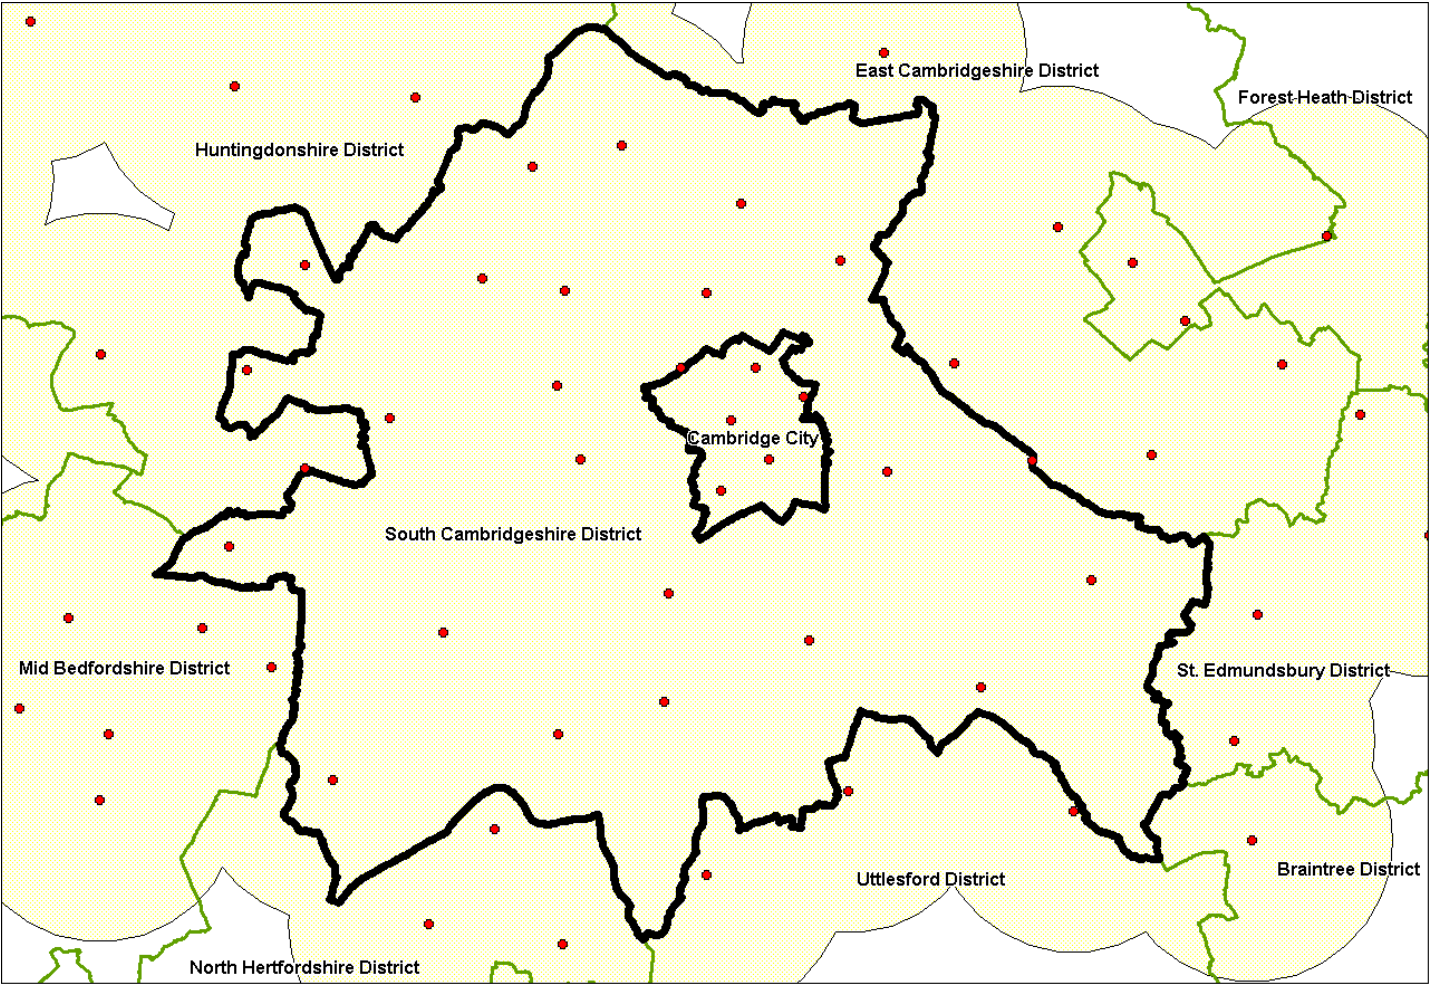 East Cambridgeshire District
Forest Heath District
Huntingdonshire District
Cambridge City
South Cambridgeshire District
Mid Bedfordshire District
St. Edmundsbury District
Braintree District
Uttlesford District
North Hertfordshire District